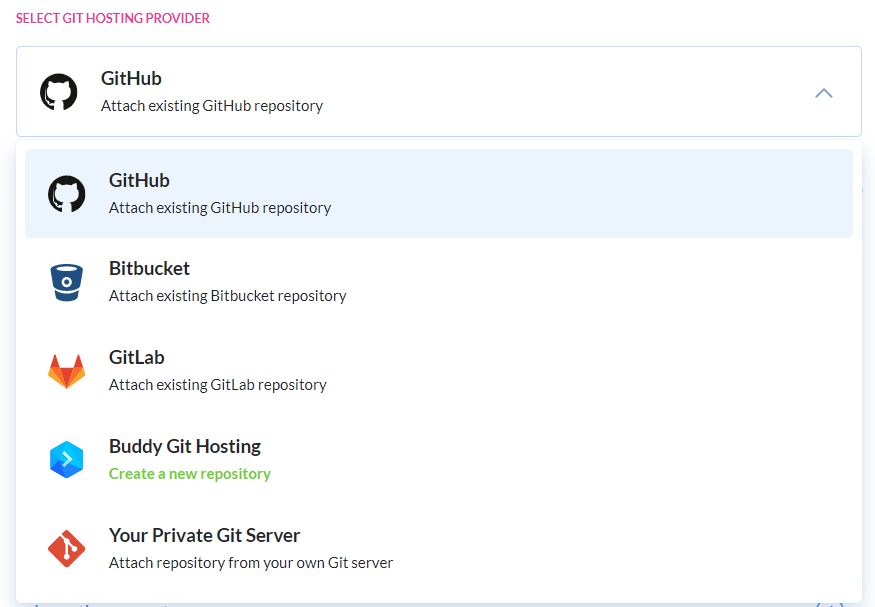 SELECT GIT HOSTING PROVIDER
GitHub
Attach existing GitHub repository
GitHub
Attach existing GitHub repository
Bitbucket
Attach existing Bitbucket repository
GitLab
Attach existing GitLab repository
Buddy Git Hosting
Create a new repository
Your Private Git Server
Attach repository from your own Git server